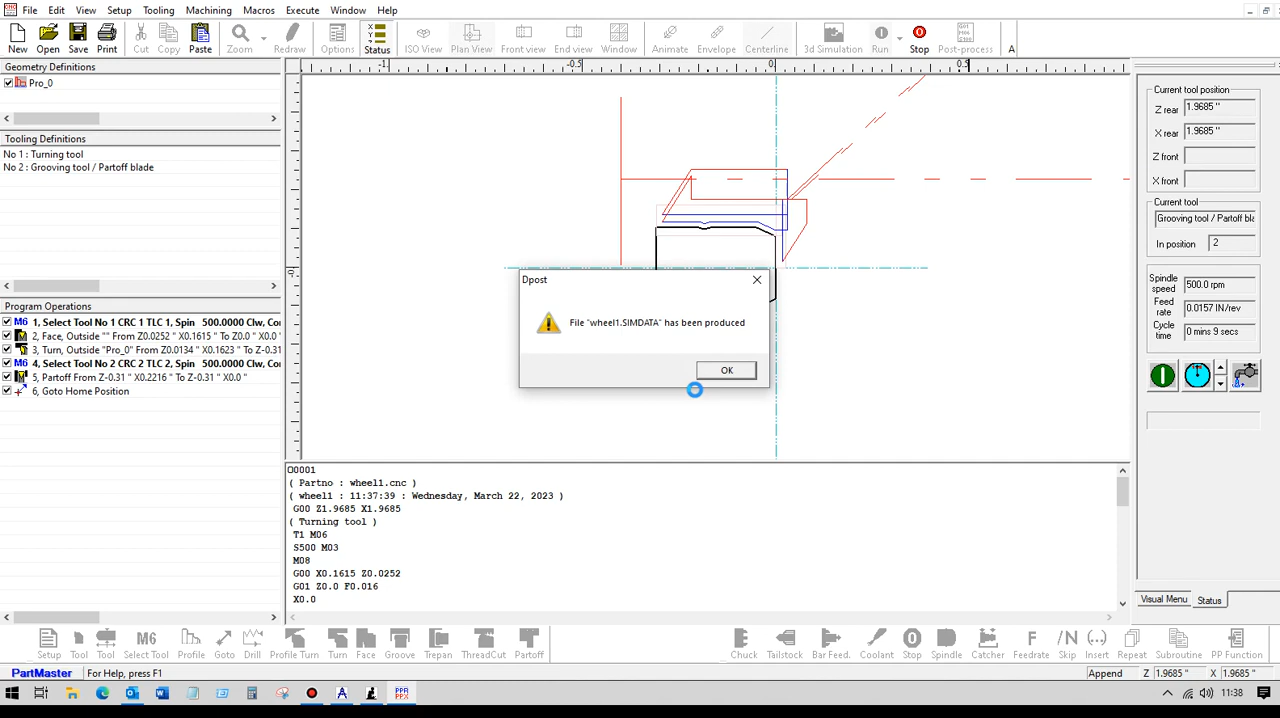 File Edit View Setup Tooling Machining Macros Execute Window Help
New Open Save Print Cut Copy Paste Zoom Redraw Options Status ISO View Plan View Front view End view Window Animate Envelope Centerline 3d Simulation Run Stop Post-process A
Geometry Definitions
Pro_0
Tooling Definitions
No 1 : Turning tool
No 2 : Grooving tool / Partoff blade
Program Operations
M6 1, Select Tool No 1 CRC 1 TLC 1, Spin 500.0000 Clw, Con
2, Face, Outside "" From Z0.0252 " X0.1615 " To Z0.0 " X0
3, Turn, Outside "Pro_0" From Z0.0134 " X0.1623 " To Z-0.31
M6 4, Select Tool No 2 CRC 2 TLC 2, Spin 500.0000 Clw, Con
5, Partoff From Z-0.31 " X0.2216 " To Z-0.31 " X0.0 "
6, Goto Home Position
-1 -0.5 0. 0.5
-0
Dpost
File "wheel1.SIMDATA" has been produced
OK
O0001
( Partno : wheel1.cnc )
( wheel1 : 11:37:39 : Wednesday, March 22, 2023 )
G00 Z1.9685 X1.9685
( Turning tool )
T1 M06
S500 M03
M08
G00 X0.1615 Z0.0252
G01 Z0.0 F0.016
X0.0
Current tool position
Z rear 1.9685 "
X rear 1.9685 "
Z front
X front
Current tool
Grooving tool / Partoff bla
In position 2
Spindle speed 500.0 rpm
Feed rate 0.0157 IN/rev
Cycle time 0 mins 9 secs
Visual Menu Status
Setup Tool Tool Select Tool Profile Goto Drill Profile Turn Turn Face Groove Trepan ThreadCut Partoff Chuck Tailstock Bar Feed. Coolant Stop Spindle Catcher Feedrate Skip Insert Repeat Subroutine PP Function
M6 F /N
PartMaster For Help, press F1 Append Z 1.9685 " X 1.9685 "
PPR
PPX
11:38